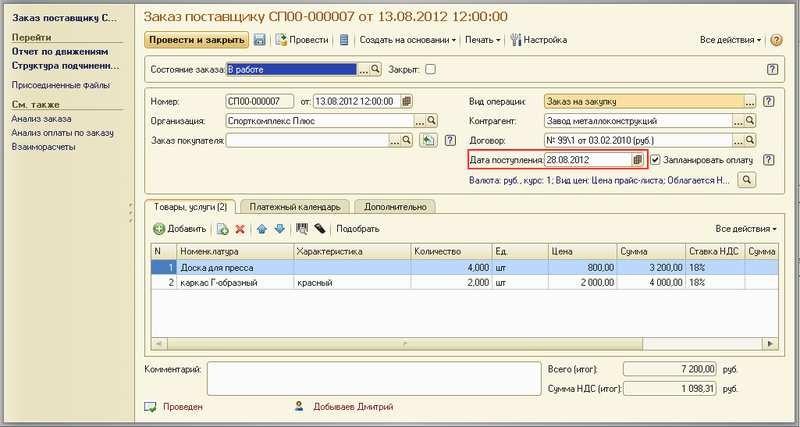 Заказ поставщику С...
Перейти
Отчет по движениям
Структура подчиненн...
Присоединенные файлы
См. также
Анализ заказа
Анализ оплаты по заказу
Взаиморасчеты
Заказ поставщику СП00-000007 от 13.08.2012 12:00:00
Провести и закрыть Провести Создать на основании Печать Настройка Все действия
Состояние заказа: В работе ... Закрыт:
Номер: СП00-000007 от: 13.08.2012 12:00:00 Вид операции: Заказ на закупку
Организация: Спорткомплекс Плюс ... Контрагент: Завод металлоконструкций ...
Заказ покупателя: ... Договор: № 99\1 от 03.02.2010 (руб.) ...
Дата поступления: 28.08.2012 Запланировать оплату
Валюта: руб., курс: 1; Вид цен: Цена прайс-листа; Облагается Н...
Товары, услуги (2) Платежный календарь Дополнительно
Добавить Подобрать Все действия
N Номенклатура Характеристика Количество Ед. Цена Сумма Ставка НДС Сумма
1 Доска для пресса 4,000 шт 800,00 3 200,00 18%
2 каркас Г-образный красный 2,000 шт 2 000,00 4 000,00 18%
Комментарий: Всего (итог): 7 200,00 руб.
Сумма НДС (итог): 1 098,31 руб.
Проведен Добываев Дмитрий